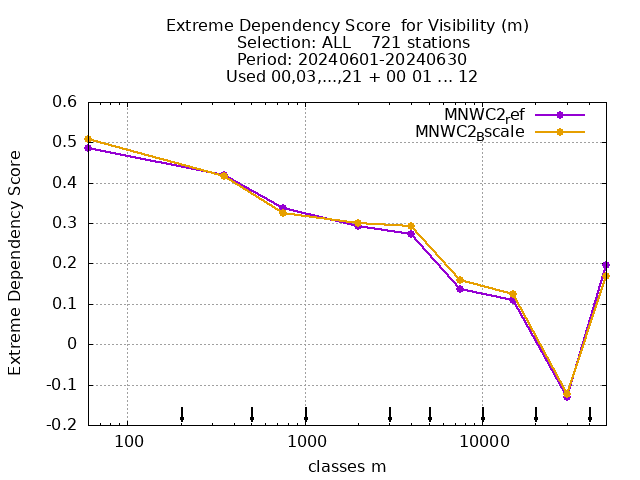 Extreme Dependency Score  for Visibility (m)
Selection: ALL    721 stations
Period: 20240601-20240630
Used 00,03,...,21 + 00 01 ... 12
MNWC2ref
MNWC2Bscale
0.6
0.5
0.4
0.3
0.2
0.1
0
-0.1
-0.2
Extreme Dependency Score
100
1000
10000
classes m